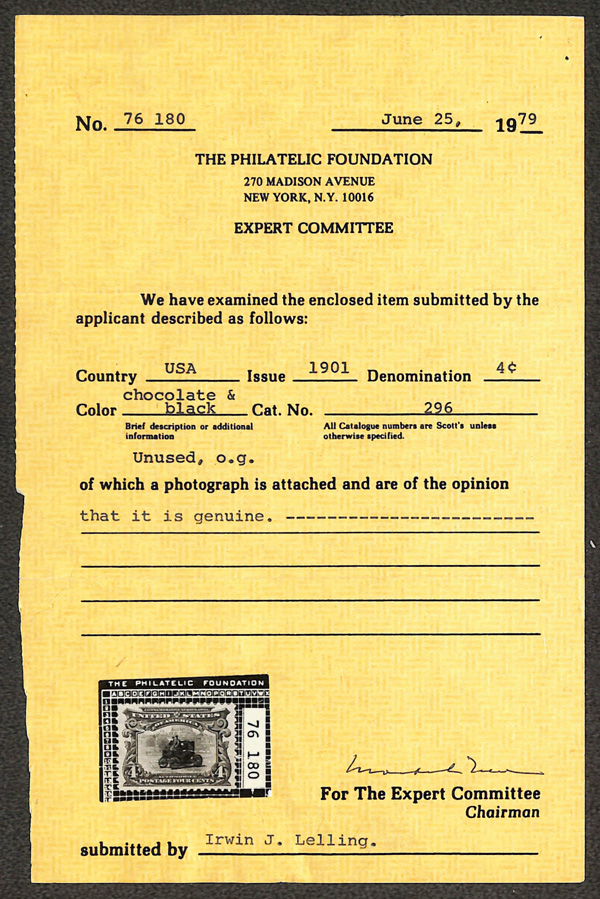 No. 76 180 June 25, 1979
THE PHILATELIC FOUNDATION
270 MADISON AVENUE
NEW YORK, N.Y. 10016
EXPERT COMMITTEE
We have examined the enclosed item submitted by the
applicant described as follows:
Country USA Issue 1901 Denomination 4¢
chocolate &
Color black Cat. No. 296
Brief description or additional
information
All Catalogue numbers are Scott's unless
otherwise specified.
Unused, o.g.
of which a photograph is attached and are of the opinion
that it is genuine. ------------------------
THE PHILATELIC FOUNDATION
ABCDEFGHIJKLMNOPQRSTUVWX
UNITED STATES
OF AMERICA
4 4
POSTAGE FOUR CENTS
76 180
For The Expert Committee
Chairman
submitted by Irwin J. Lelling.